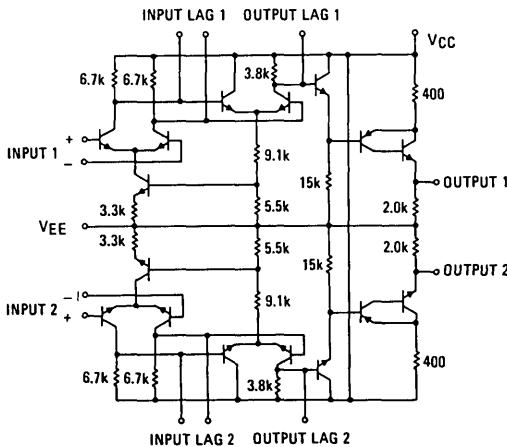 INPUT LAG 1 OUTPUT LAG 1
VCC
6.7k 6.7k 3.8k 400
+
INPUT 1
−
9.1k
15k
OUTPUT 1
3.3k 5.5k 2.0k
VEE
3.3k 5.5k 2.0k
15k
OUTPUT 2
−
INPUT 2
+
9.1k
6.7k 6.7k 3.8k 400
INPUT LAG 2 OUTPUT LAG 2